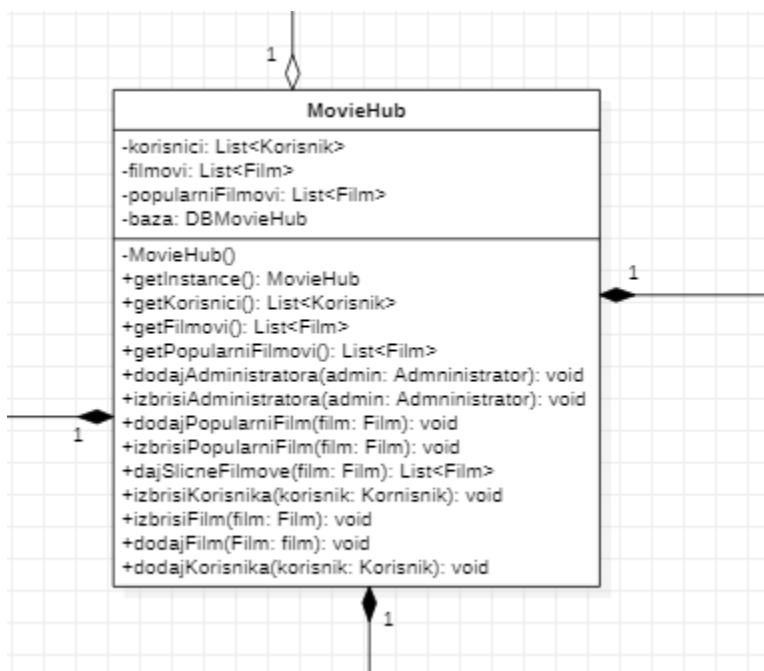 1
MovieHub
-korisnici: List<Korisnik>
-filmovi: List<Film>
-popularniFilmovi: List<Film>
-baza: DBMovieHub
-MovieHub()
+getInstance(): MovieHub
+getKorisnici(): List<Korisnik>
+getFilmovi(): List<Film>
+getPopularniFilmovi(): List<Film>
+dodajAdministratora(admin: Admninistrator): void
+izbrisiAdministratora(admin: Admninistrator): void
+dodajPopularniFilm(film: Film): void
+izbrisiPopularniFilm(film: Film): void
+dajSlicneFilmove(film: Film): List<Film>
+izbrisiKorisnika(korisnik: Kornisnik): void
+izbrisiFilm(film: Film): void
+dodajFilm(Film: film): void
+dodajKorisnika(korisnik: Korisnik): void
1
1
1